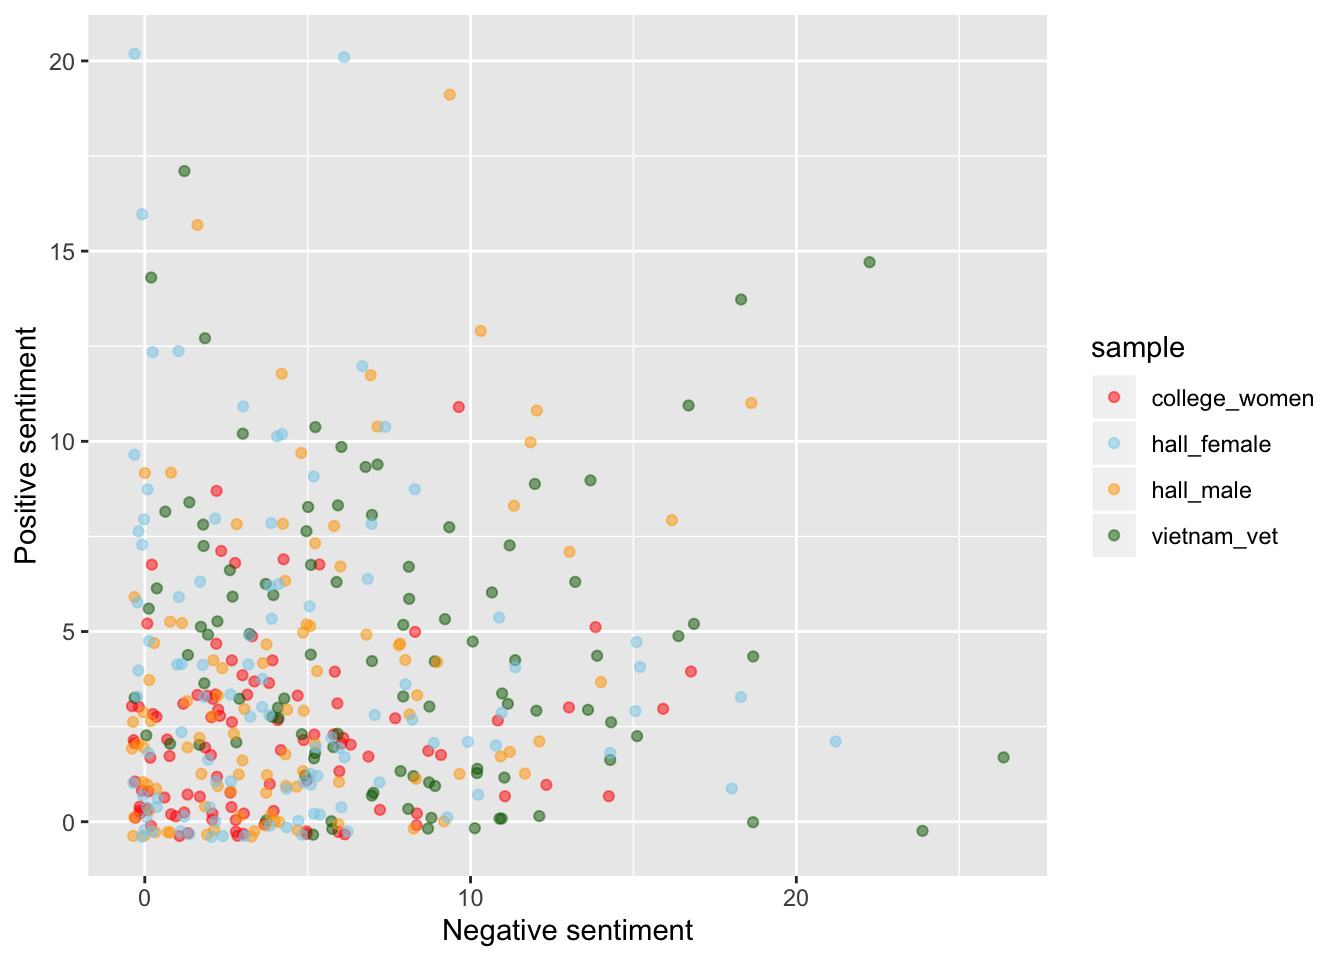 20
15
10
5
0
Positive sentiment
0
10
20
Negative sentiment
sample
college_women
hall_female
hall_male
vietnam_vet